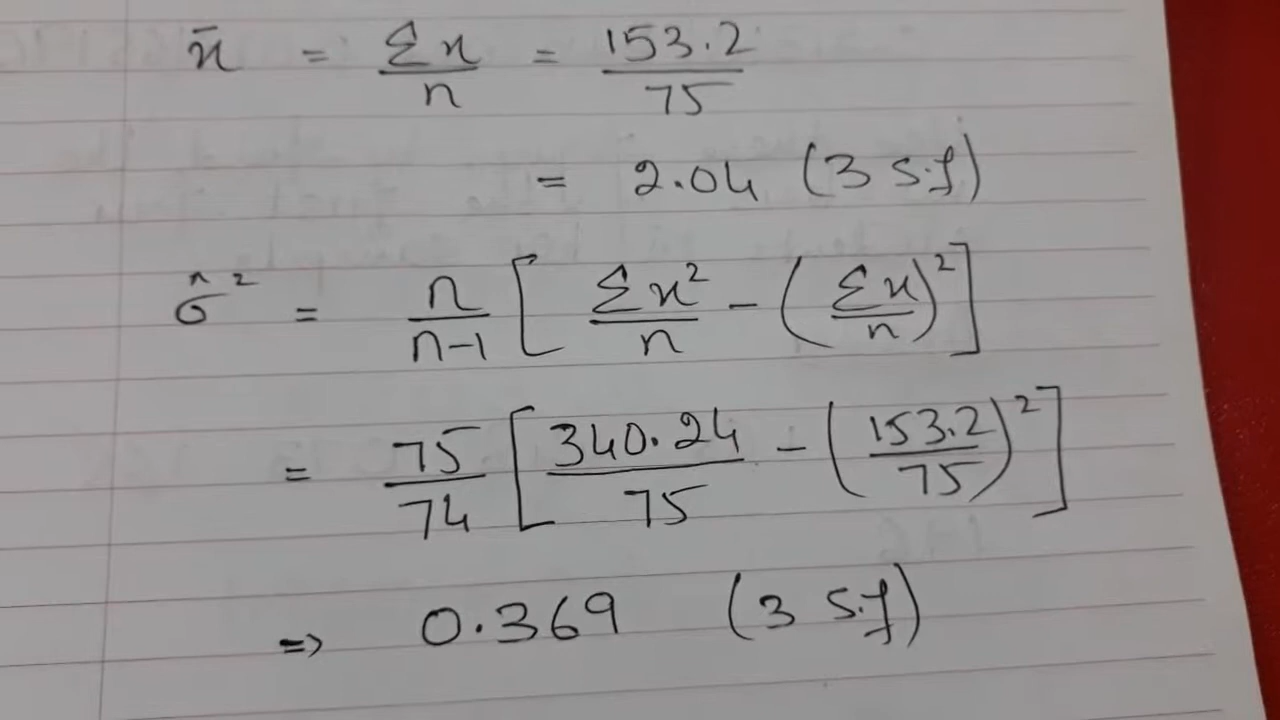 x̄ = Σx/n = 153.2/75
= 2.04 (3 s.f)
σ̂² = n/n-1 [ Σx²/n - (Σx/n)² ]
= 75/74 [ 340.24/75 - (153.2/75)² ]
=> 0.369 (3 s.f)